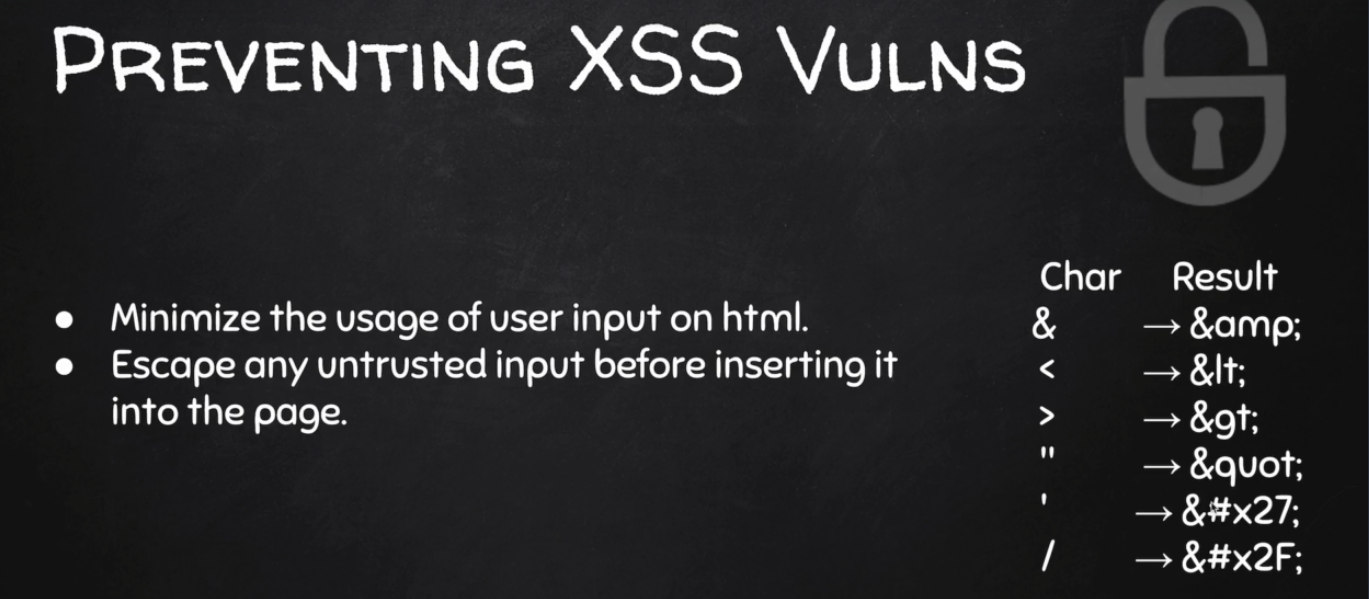 Preventing XSS Vulns
● Minimize the usage of user input on html.
● Escape any untrusted input before inserting it
into the page.
Char Result
& → &amp;
< → &lt;
> → &gt;
" → &quot;
' → &#x27;
/ → &#x2F;